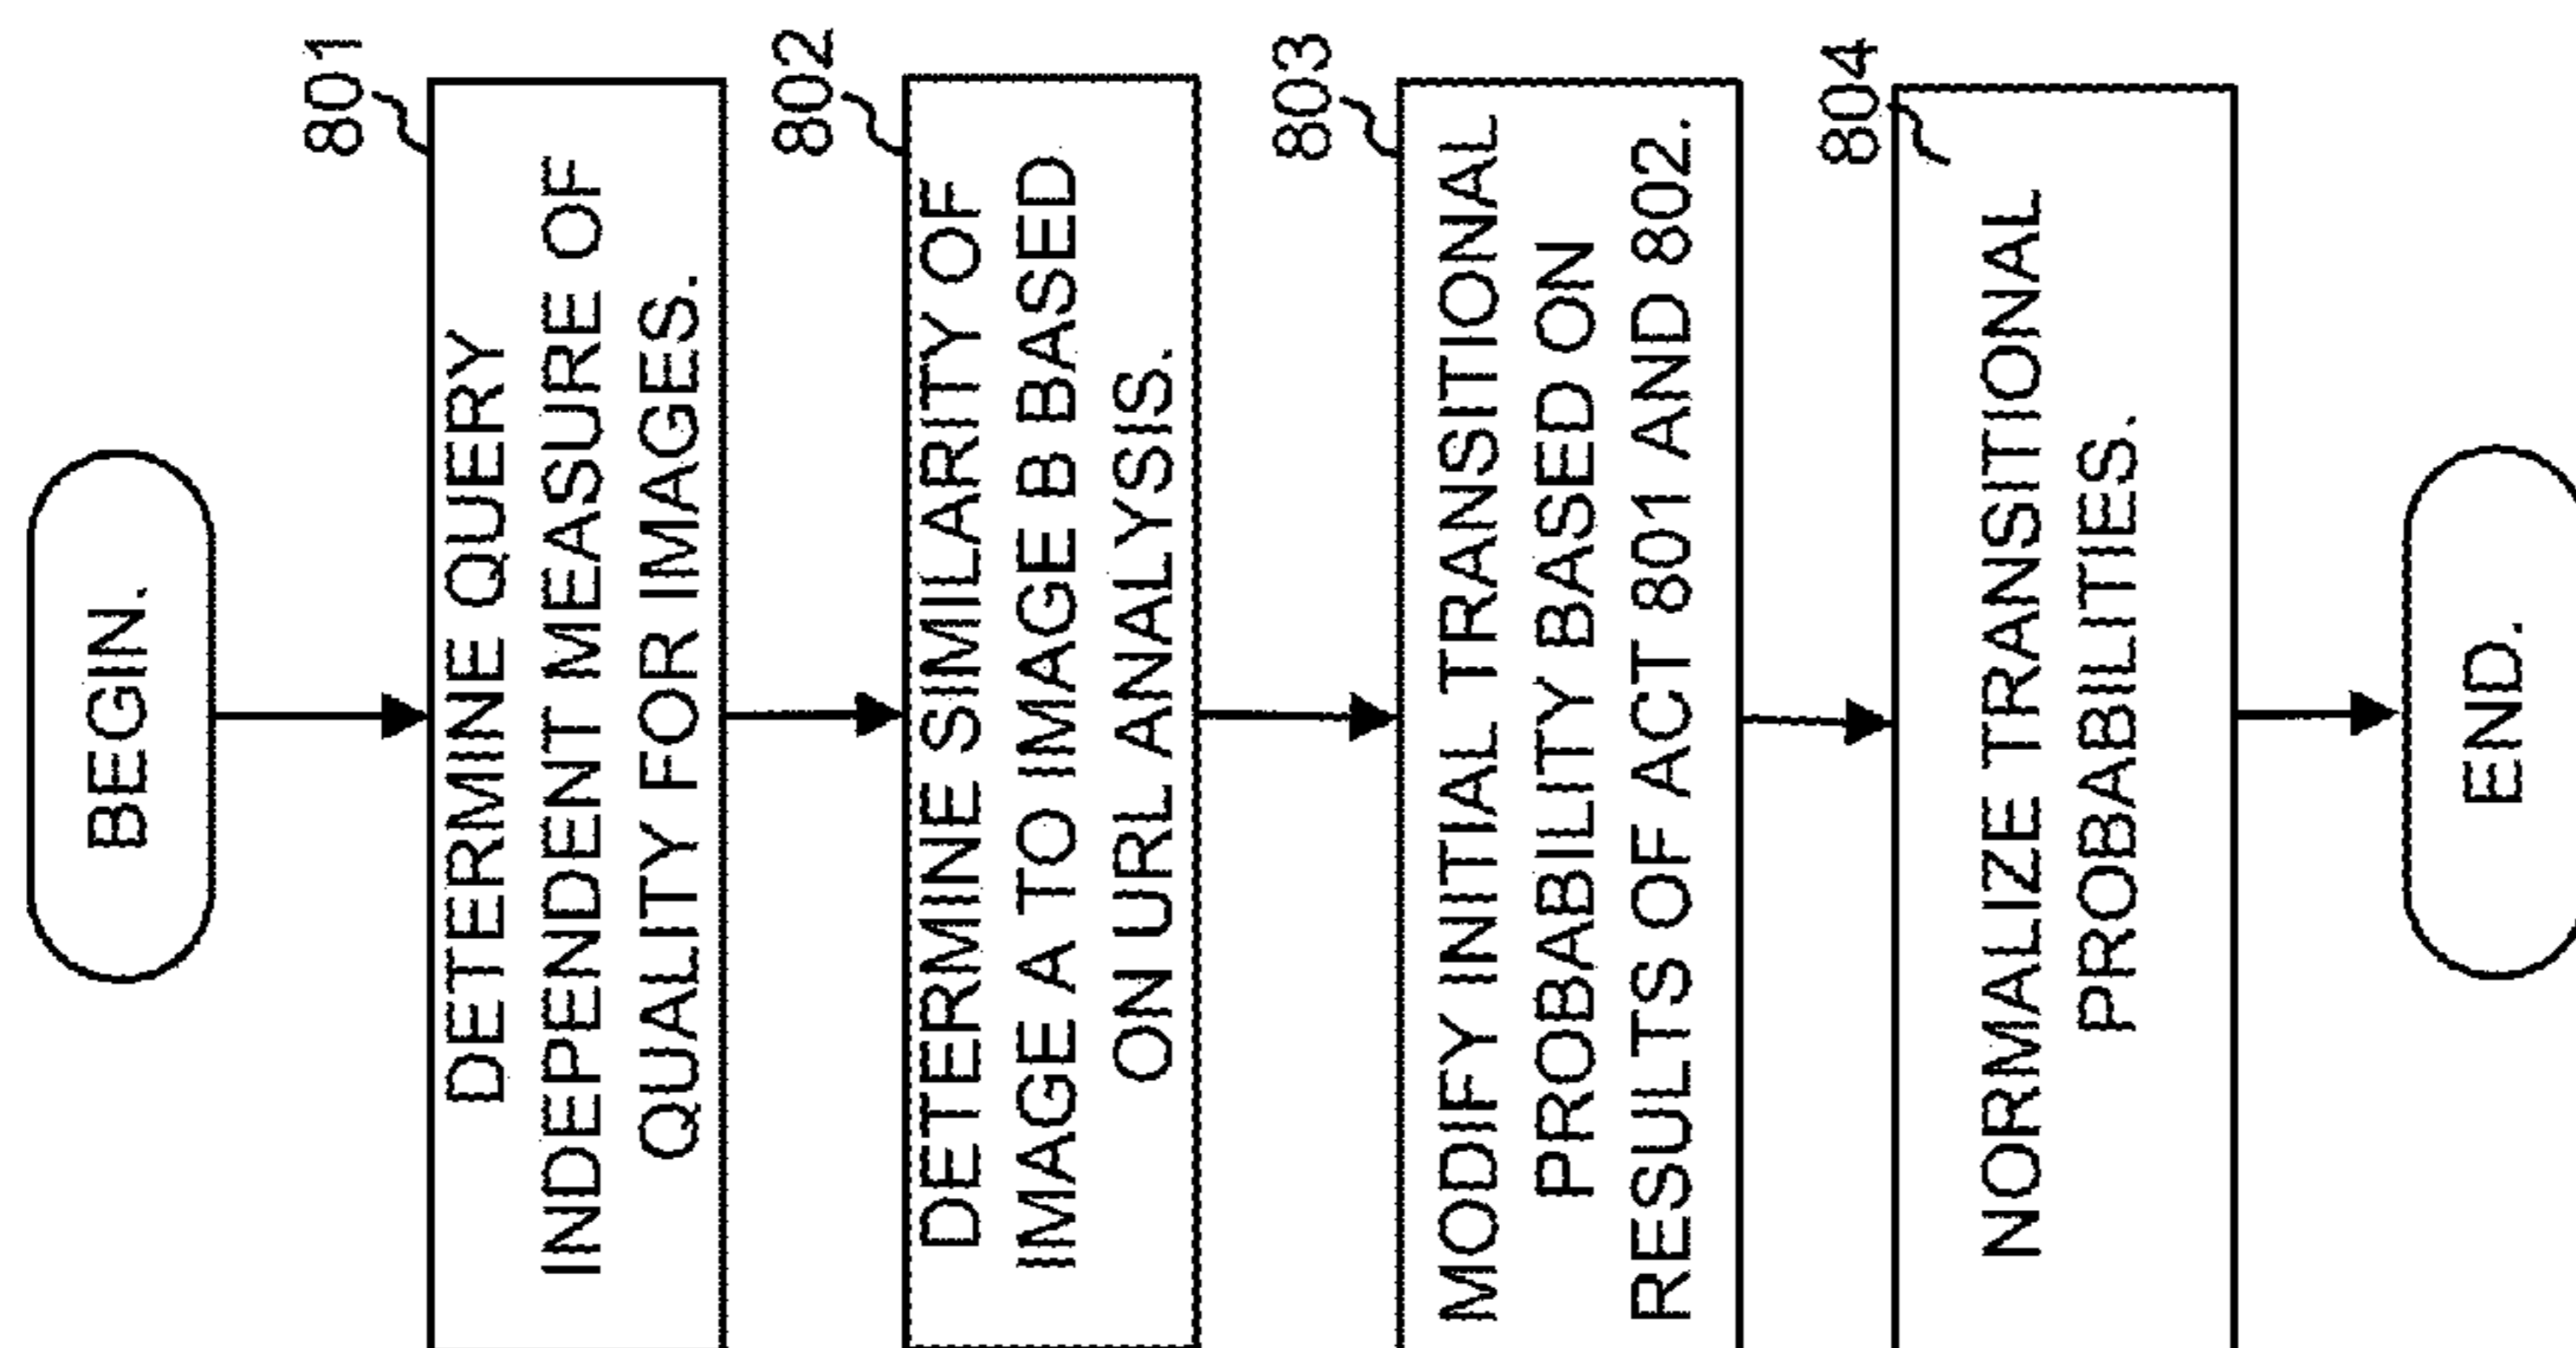 BEGIN.
801
DETERMINE QUERY
INDEPENDENT MEASURE OF
QUALITY FOR IMAGES.
802
DETERMINE SIMILARITY OF
IMAGE A TO IMAGE B BASED
ON URL ANALYSIS.
803
MODIFY INITIAL TRANSITIONAL
PROBABILITY BASED ON
RESULTS OF ACT 801 AND 802.
804
NORMALIZE TRANSITIONAL
PROBABILITIES.
END.